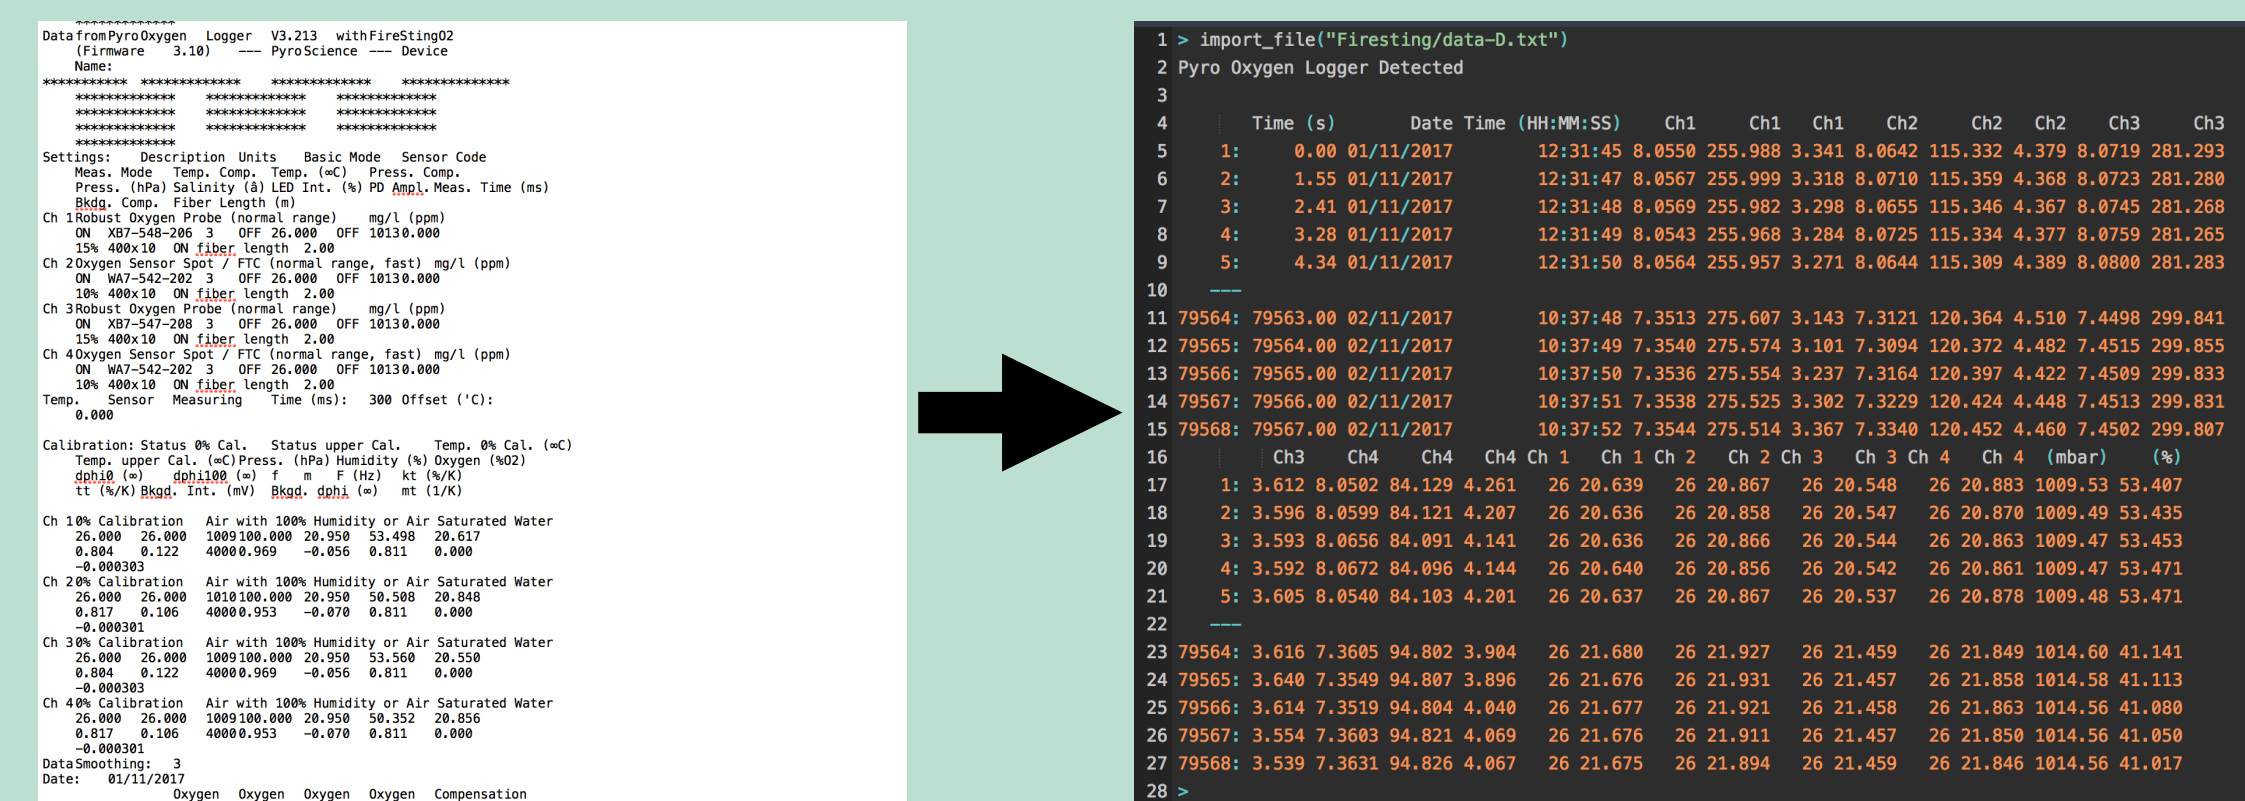 *************
Data from Pyro Oxygen Logger V3.213 with FireStingO2
(Firmware 3.10) --- PyroScience --- Device
Name:
*********** ************* ************* **************
************* ************* *************
************* ************* *************
************* ************* *************
*************
Settings: Description Units Basic Mode Sensor Code
Meas. Mode Temp. Comp. Temp. (∞C) Press. Comp.
Press. (hPa) Salinity (â) LED Int. (%) PD Ampl. Meas. Time (ms)
Bkdg. Comp. Fiber Length (m)
Ch 1 Robust Oxygen Probe (normal range) mg/l (ppm)
ON XB7-548-206 3 OFF 26.000 OFF 1013 0.000
15% 400x10 ON fiber length 2.00
Ch 2 Oxygen Sensor Spot / FTC (normal range, fast) mg/l (ppm)
ON WA7-542-202 3 OFF 26.000 OFF 1013 0.000
10% 400x10 ON fiber length 2.00
Ch 3 Robust Oxygen Probe (normal range) mg/l (ppm)
ON XB7-547-208 3 OFF 26.000 OFF 1013 0.000
15% 400x10 ON fiber length 2.00
Ch 4 Oxygen Sensor Spot / FTC (normal range, fast) mg/l (ppm)
ON WA7-542-202 3 OFF 26.000 OFF 1013 0.000
10% 400x10 ON fiber length 2.00
Temp. Sensor Measuring Time (ms): 300 Offset ('C):
0.000
Calibration: Status 0% Cal. Status upper Cal. Temp. 0% Cal. (∞C)
Temp. upper Cal. (∞C) Press. (hPa) Humidity (%) Oxygen (%O2)
dphi0 (∞) dphi100 (∞) f m F (Hz) kt (%/K)
tt (%/K) Bkgd. Int. (mV) Bkgd. dphi (∞) mt (1/K)
Ch 1 0% Calibration Air with 100% Humidity or Air Saturated Water
26.000 26.000 1009 100.000 20.950 53.498 20.617
0.804 0.122 4000 0.969 -0.056 0.811 0.000
-0.000303
Ch 2 0% Calibration Air with 100% Humidity or Air Saturated Water
26.000 26.000 1010 100.000 20.950 50.508 20.848
0.817 0.106 4000 0.953 -0.070 0.811 0.000
-0.000301
Ch 3 0% Calibration Air with 100% Humidity or Air Saturated Water
26.000 26.000 1009 100.000 20.950 53.560 20.550
0.804 0.122 4000 0.969 -0.056 0.811 0.000
-0.000303
Ch 4 0% Calibration Air with 100% Humidity or Air Saturated Water
26.000 26.000 1009 100.000 20.950 50.352 20.856
0.817 0.106 4000 0.953 -0.070 0.811 0.000
-0.000301
Data Smoothing: 3
Date: 01/11/2017
Oxygen Oxygen Oxygen Oxygen Compensation
1 > import_file("Firesting/data-D.txt")
2 Pyro Oxygen Logger Detected
3
4 Time (s) Date Time (HH:MM:SS) Ch1 Ch1 Ch1 Ch2 Ch2 Ch2 Ch3 Ch3
5 1: 0.00 01/11/2017 12:31:45 8.0550 255.988 3.341 8.0642 115.332 4.379 8.0719 281.293
6 2: 1.55 01/11/2017 12:31:47 8.0567 255.999 3.318 8.0710 115.359 4.368 8.0723 281.280
7 3: 2.41 01/11/2017 12:31:48 8.0569 255.982 3.298 8.0655 115.346 4.367 8.0745 281.268
8 4: 3.28 01/11/2017 12:31:49 8.0543 255.968 3.284 8.0725 115.334 4.377 8.0759 281.265
9 5: 4.34 01/11/2017 12:31:50 8.0564 255.957 3.271 8.0644 115.309 4.389 8.0800 281.283
10 ---
11 79564: 79563.00 02/11/2017 10:37:48 7.3513 275.607 3.143 7.3121 120.364 4.510 7.4498 299.841
12 79565: 79564.00 02/11/2017 10:37:49 7.3540 275.574 3.101 7.3094 120.372 4.482 7.4515 299.855
13 79566: 79565.00 02/11/2017 10:37:50 7.3536 275.554 3.237 7.3164 120.397 4.422 7.4509 299.833
14 79567: 79566.00 02/11/2017 10:37:51 7.3538 275.525 3.302 7.3229 120.424 4.448 7.4513 299.831
15 79568: 79567.00 02/11/2017 10:37:52 7.3544 275.514 3.367 7.3340 120.452 4.460 7.4502 299.807
16 Ch3 Ch4 Ch4 Ch4 Ch 1 Ch 1 Ch 2 Ch 2 Ch 3 Ch 3 Ch 4 Ch 4 (mbar) (%)
17 1: 3.612 8.0502 84.129 4.261 26 20.639 26 20.867 26 20.548 26 20.883 1009.53 53.407
18 2: 3.596 8.0599 84.121 4.207 26 20.636 26 20.858 26 20.547 26 20.870 1009.49 53.435
19 3: 3.593 8.0656 84.091 4.141 26 20.636 26 20.866 26 20.544 26 20.863 1009.47 53.453
20 4: 3.592 8.0672 84.096 4.144 26 20.640 26 20.856 26 20.542 26 20.861 1009.47 53.471
21 5: 3.605 8.0540 84.103 4.201 26 20.637 26 20.867 26 20.537 26 20.878 1009.48 53.471
22 ---
23 79564: 3.616 7.3605 94.802 3.904 26 21.680 26 21.927 26 21.459 26 21.849 1014.60 41.141
24 79565: 3.640 7.3549 94.807 3.896 26 21.676 26 21.931 26 21.457 26 21.858 1014.58 41.113
25 79566: 3.614 7.3519 94.804 4.040 26 21.677 26 21.921 26 21.458 26 21.863 1014.56 41.080
26 79567: 3.554 7.3603 94.821 4.069 26 21.676 26 21.911 26 21.457 26 21.850 1014.56 41.050
27 79568: 3.539 7.3631 94.826 4.067 26 21.675 26 21.894 26 21.459 26 21.846 1014.56 41.017
28 >